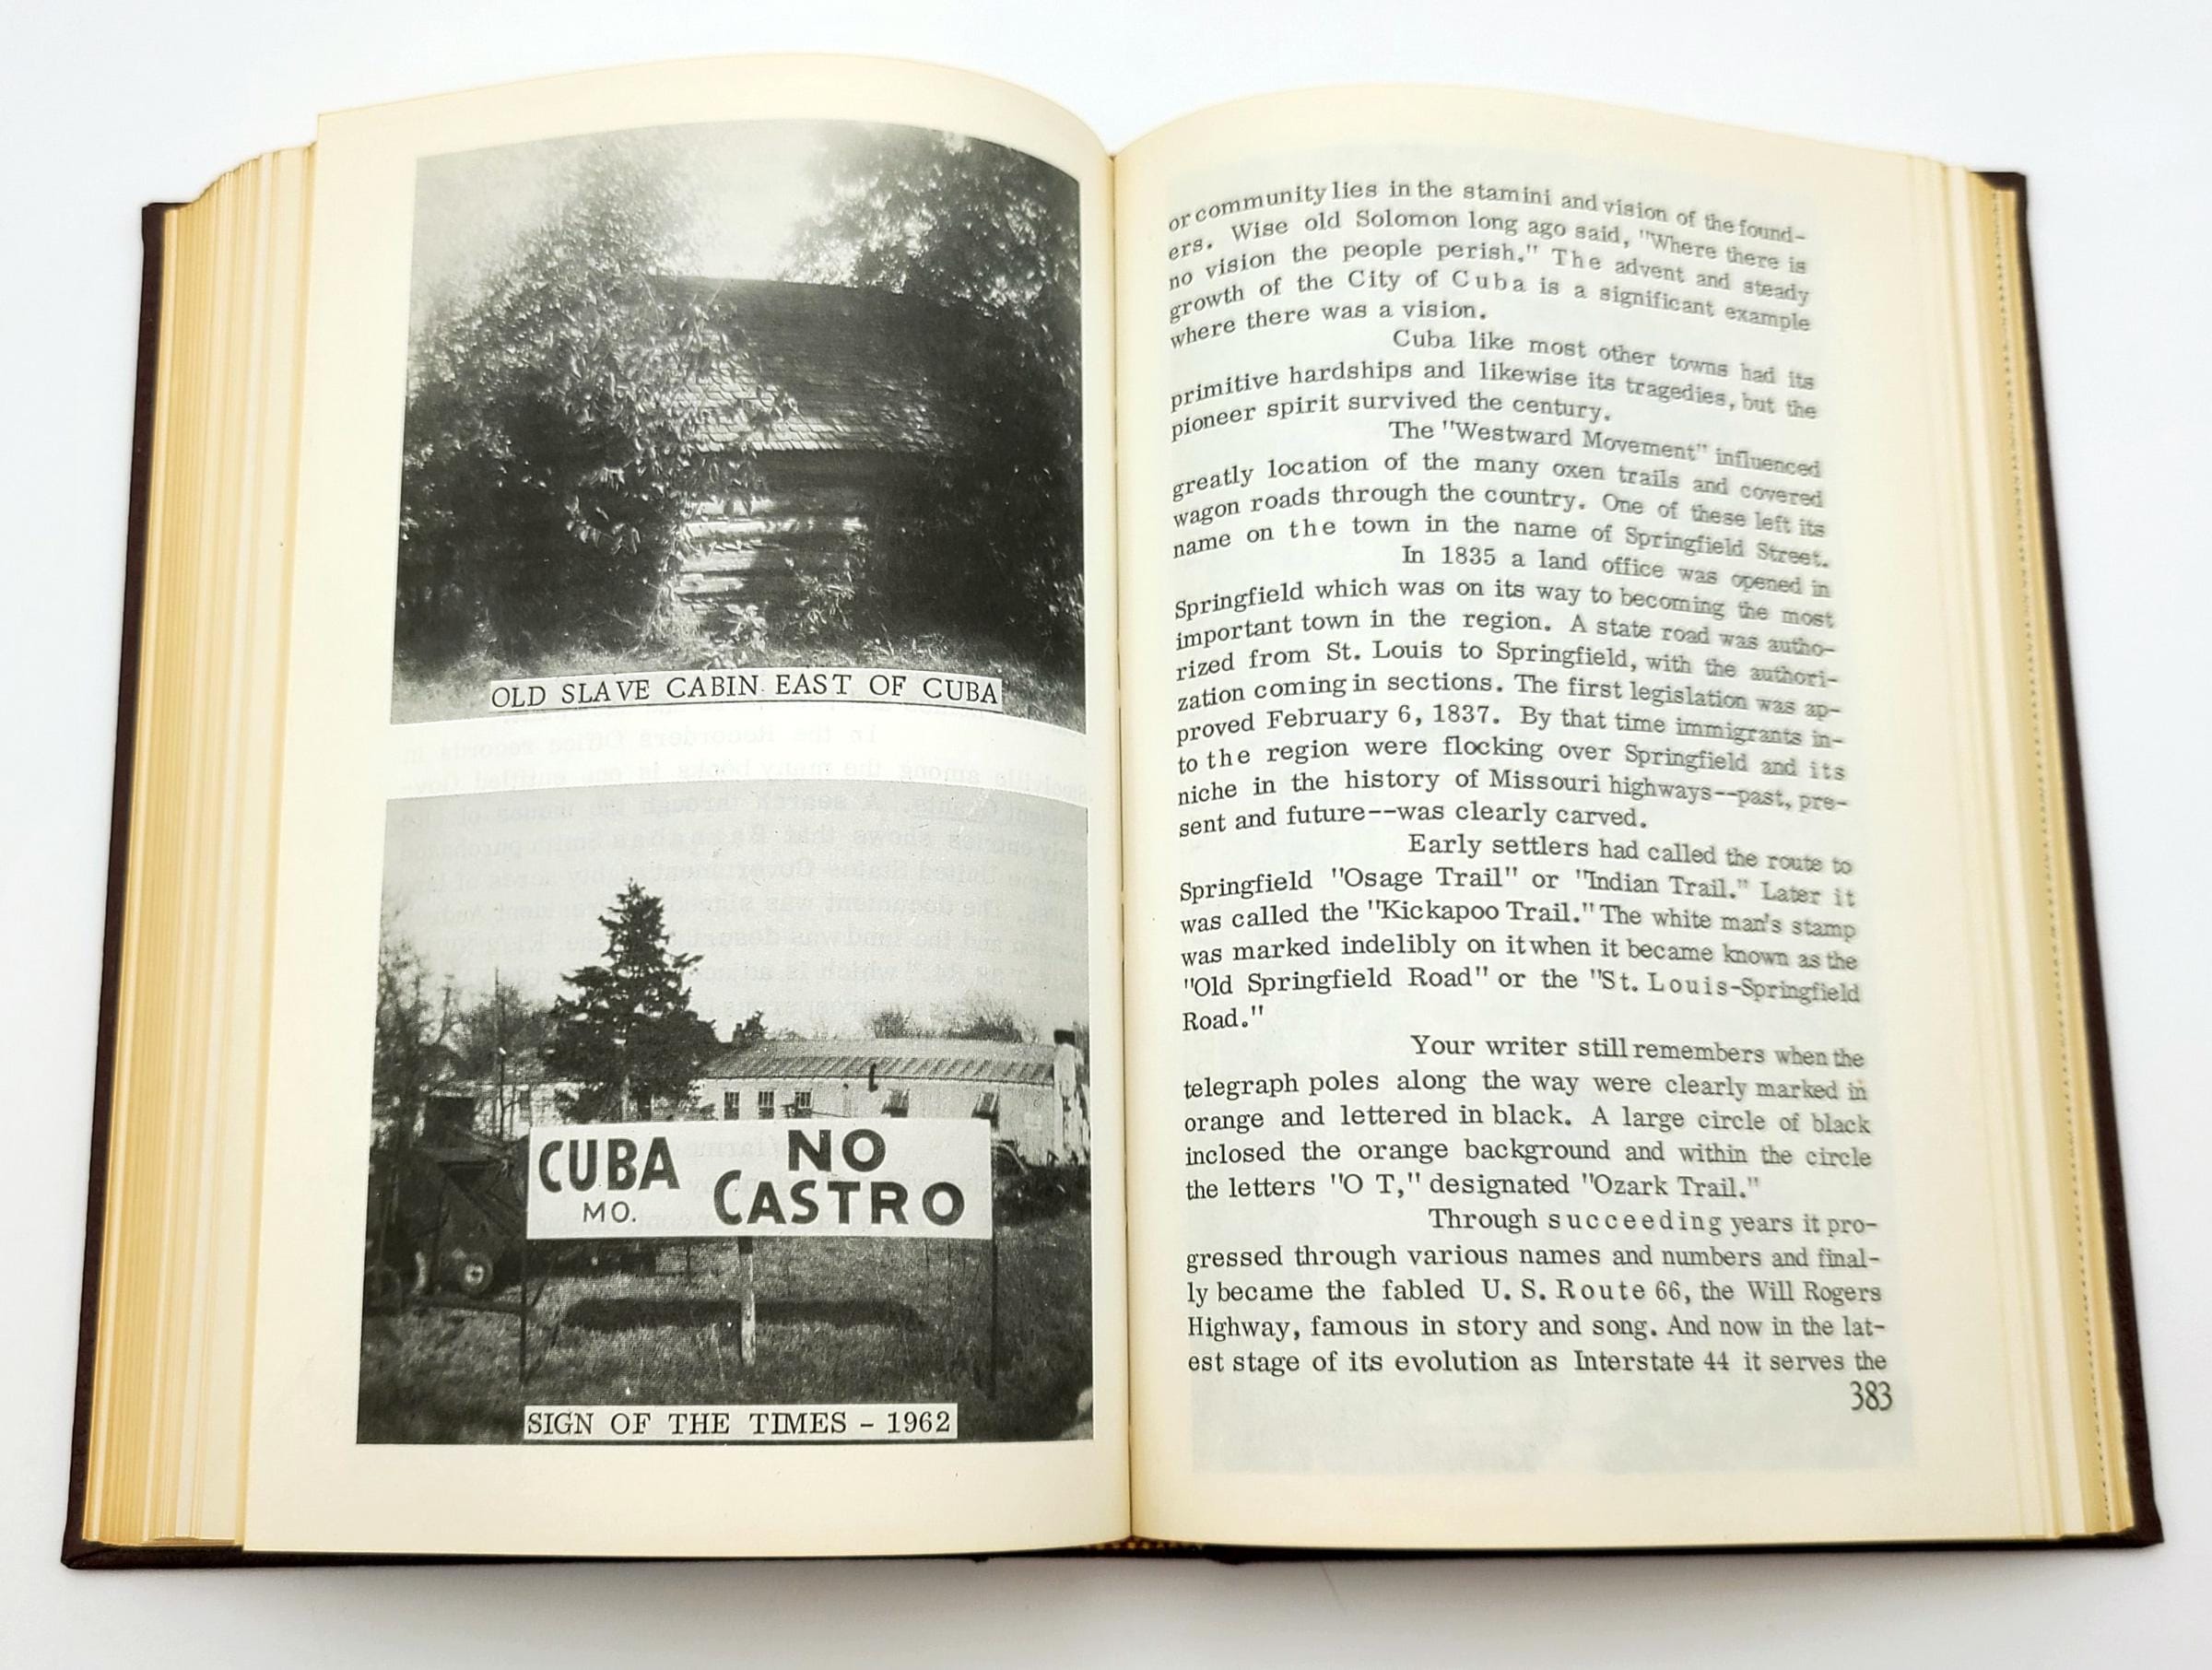 OLD SLAVE CABIN EAST OF CUBA
CUBA
MO.
NO
CASTRO
SIGN OF THE TIMES - 1962
or community lies in the stamini and vision of the found-
ers. Wise old Solomon long ago said, "Where there is
no vision the people perish." The advent and steady
growth of the City of Cuba is a significant example
where there was a vision.
Cuba like most other towns had its
primitive hardships and likewise its tragedies, but the
pioneer spirit survived the century.
The "Westward Movement" influenced
greatly location of the many oxen trails and covered
wagon roads through the country. One of these left its
name on the town in the name of Springfield Street.
In 1835 a land office was opened in
Springfield which was on its way to becoming the most
important town in the region. A state road was autho-
rized from St. Louis to Springfield, with the authori-
zation coming in sections. The first legislation was ap-
proved February 6, 1837. By that time immigrants in-
to the region were flocking over Springfield and its
niche in the history of Missouri highways--past, pre-
sent and future--was clearly carved.
Early settlers had called the route to
Springfield "Osage Trail" or "Indian Trail." Later it
was called the "Kickapoo Trail." The white man's stamp
was marked indelibly on it when it became known as the
"Old Springfield Road" or the "St. Louis-Springfield
Road."
Your writer still remembers when the
telegraph poles along the way were clearly marked in
orange and lettered in black. A large circle of black
inclosed the orange background and within the circle
the letters "O T," designated "Ozark Trail."
Through succeeding years it pro-
gressed through various names and numbers and final-
ly became the fabled U. S. Route 66, the Will Rogers
Highway, famous in story and song. And now in the lat-
est stage of its evolution as Interstate 44 it serves the
383